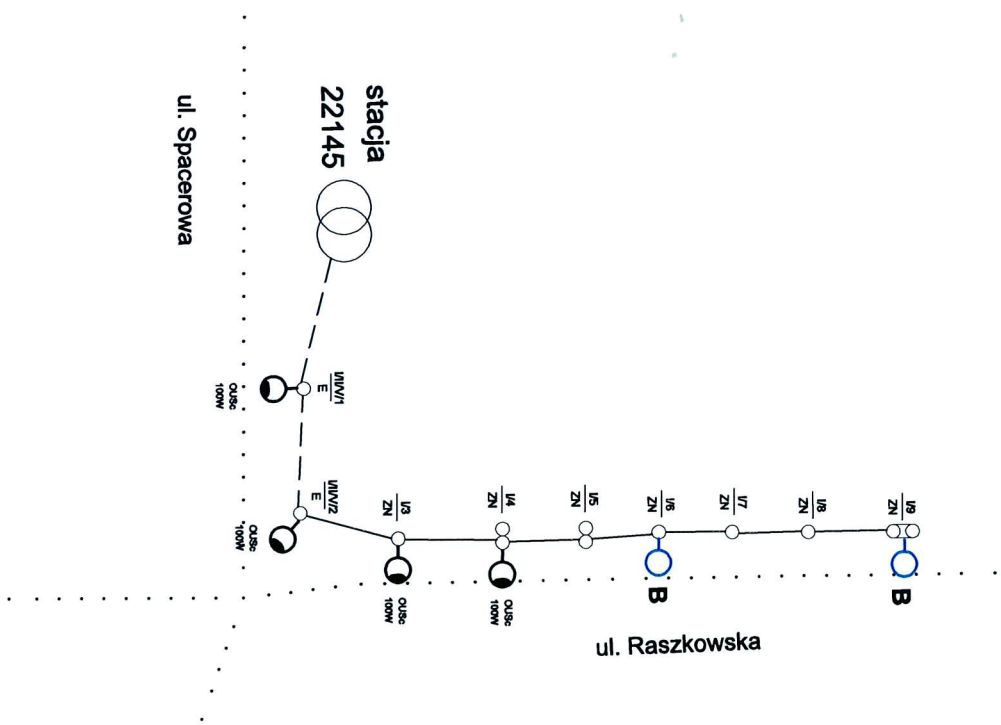 stacja
22145
ul. Spacerowa
I/II/V/1
E
OUSc
100W
I/II/V/2
E
OUSc
100W
I/3
ZN
OUSc
100W
I/4
ZN
OUSc
100W
I/5
ZN
I/6
ZN
B
I/7
ZN
I/8
ZN
I/9
ZN
B
ul. Raszkowska